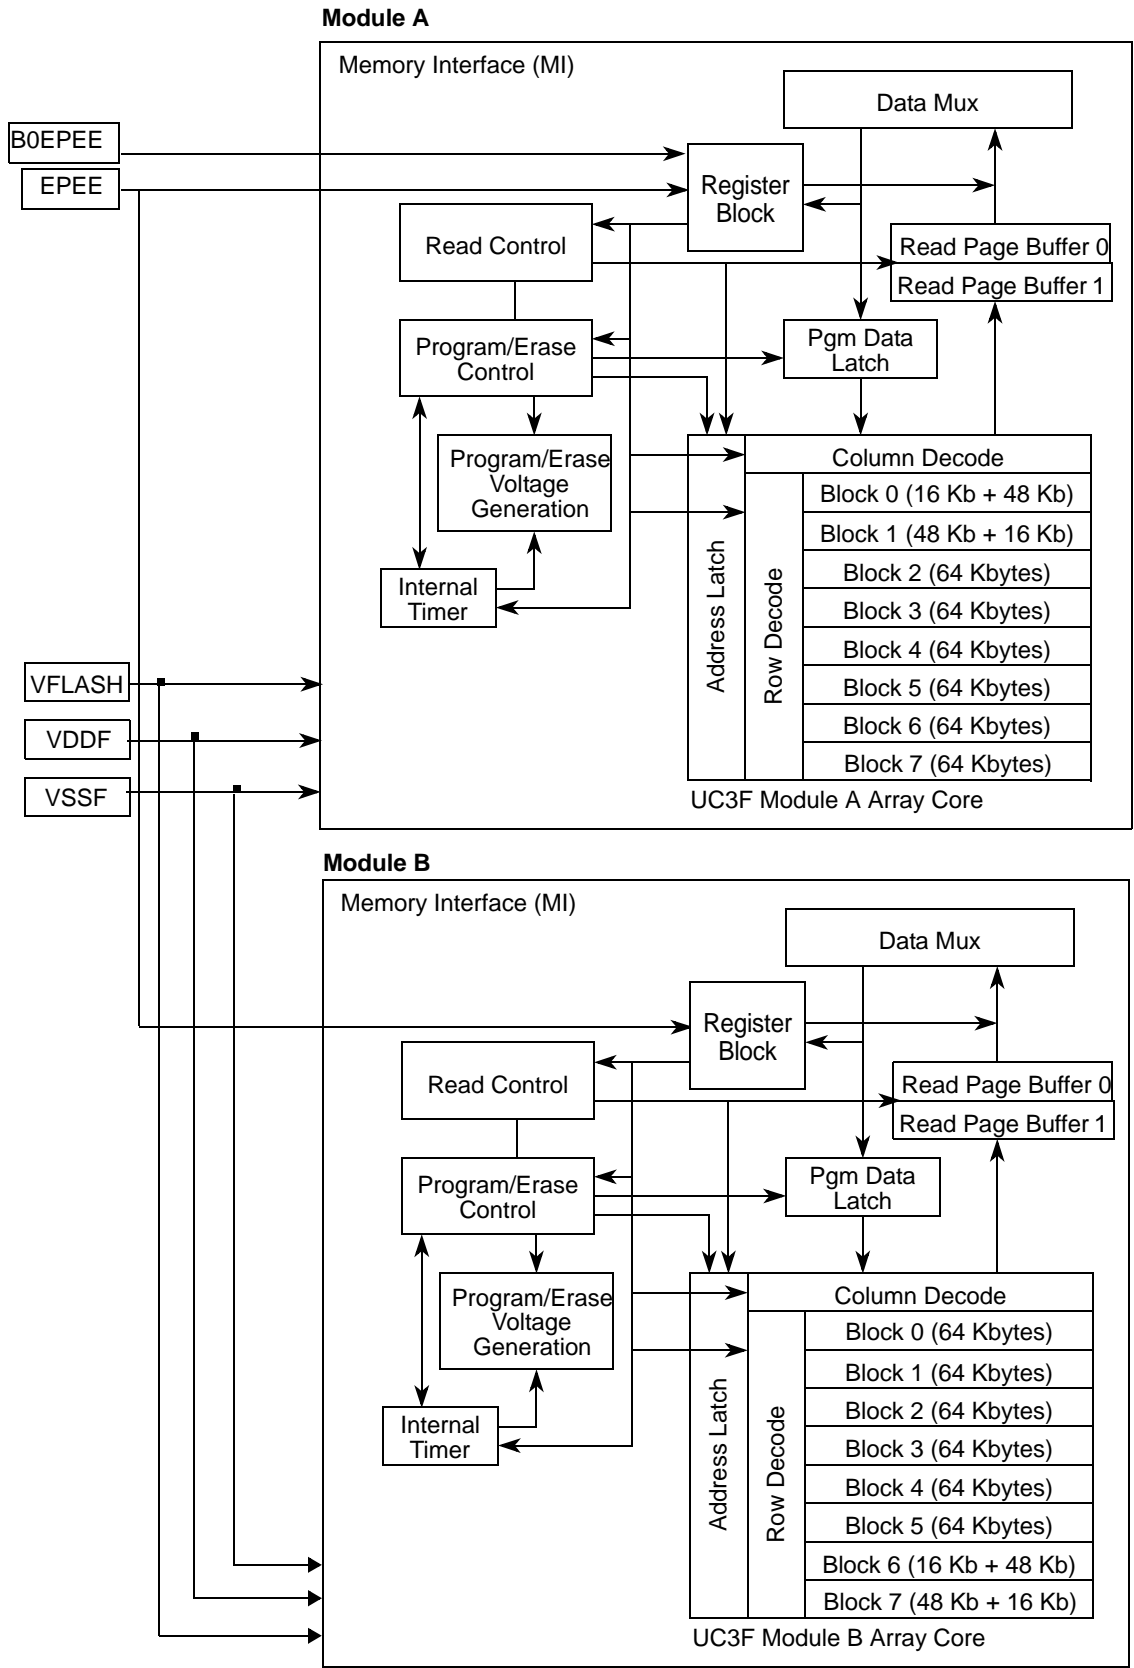 Module A
Memory Interface (MI)
Data Mux
B0EPEE
EPEE
Register
Block
Read Control
Read Page Buffer 0
Read Page Buffer 1
Program/Erase
Control
Pgm Data
Latch
Program/Erase
Voltage
Generation
Internal
Timer
Address Latch
Row Decode
Column Decode
Block 0 (16 Kb + 48 Kb)
Block 1 (48 Kb + 16 Kb)
Block 2 (64 Kbytes)
Block 3 (64 Kbytes)
Block 4 (64 Kbytes)
Block 5 (64 Kbytes)
Block 6 (64 Kbytes)
Block 7 (64 Kbytes)
UC3F Module A Array Core
VFLASH
VDDF
VSSF
Module B
Memory Interface (MI)
Data Mux
Register
Block
Read Control
Read Page Buffer 0
Read Page Buffer 1
Program/Erase
Control
Pgm Data
Latch
Program/Erase
Voltage
Generation
Internal
Timer
Address Latch
Row Decode
Column Decode
Block 0 (64 Kbytes)
Block 1 (64 Kbytes)
Block 2 (64 Kbytes)
Block 3 (64 Kbytes)
Block 4 (64 Kbytes)
Block 5 (64 Kbytes)
Block 6 (16 Kb + 48 Kb)
Block 7 (48 Kb + 16 Kb)
UC3F Module B Array Core